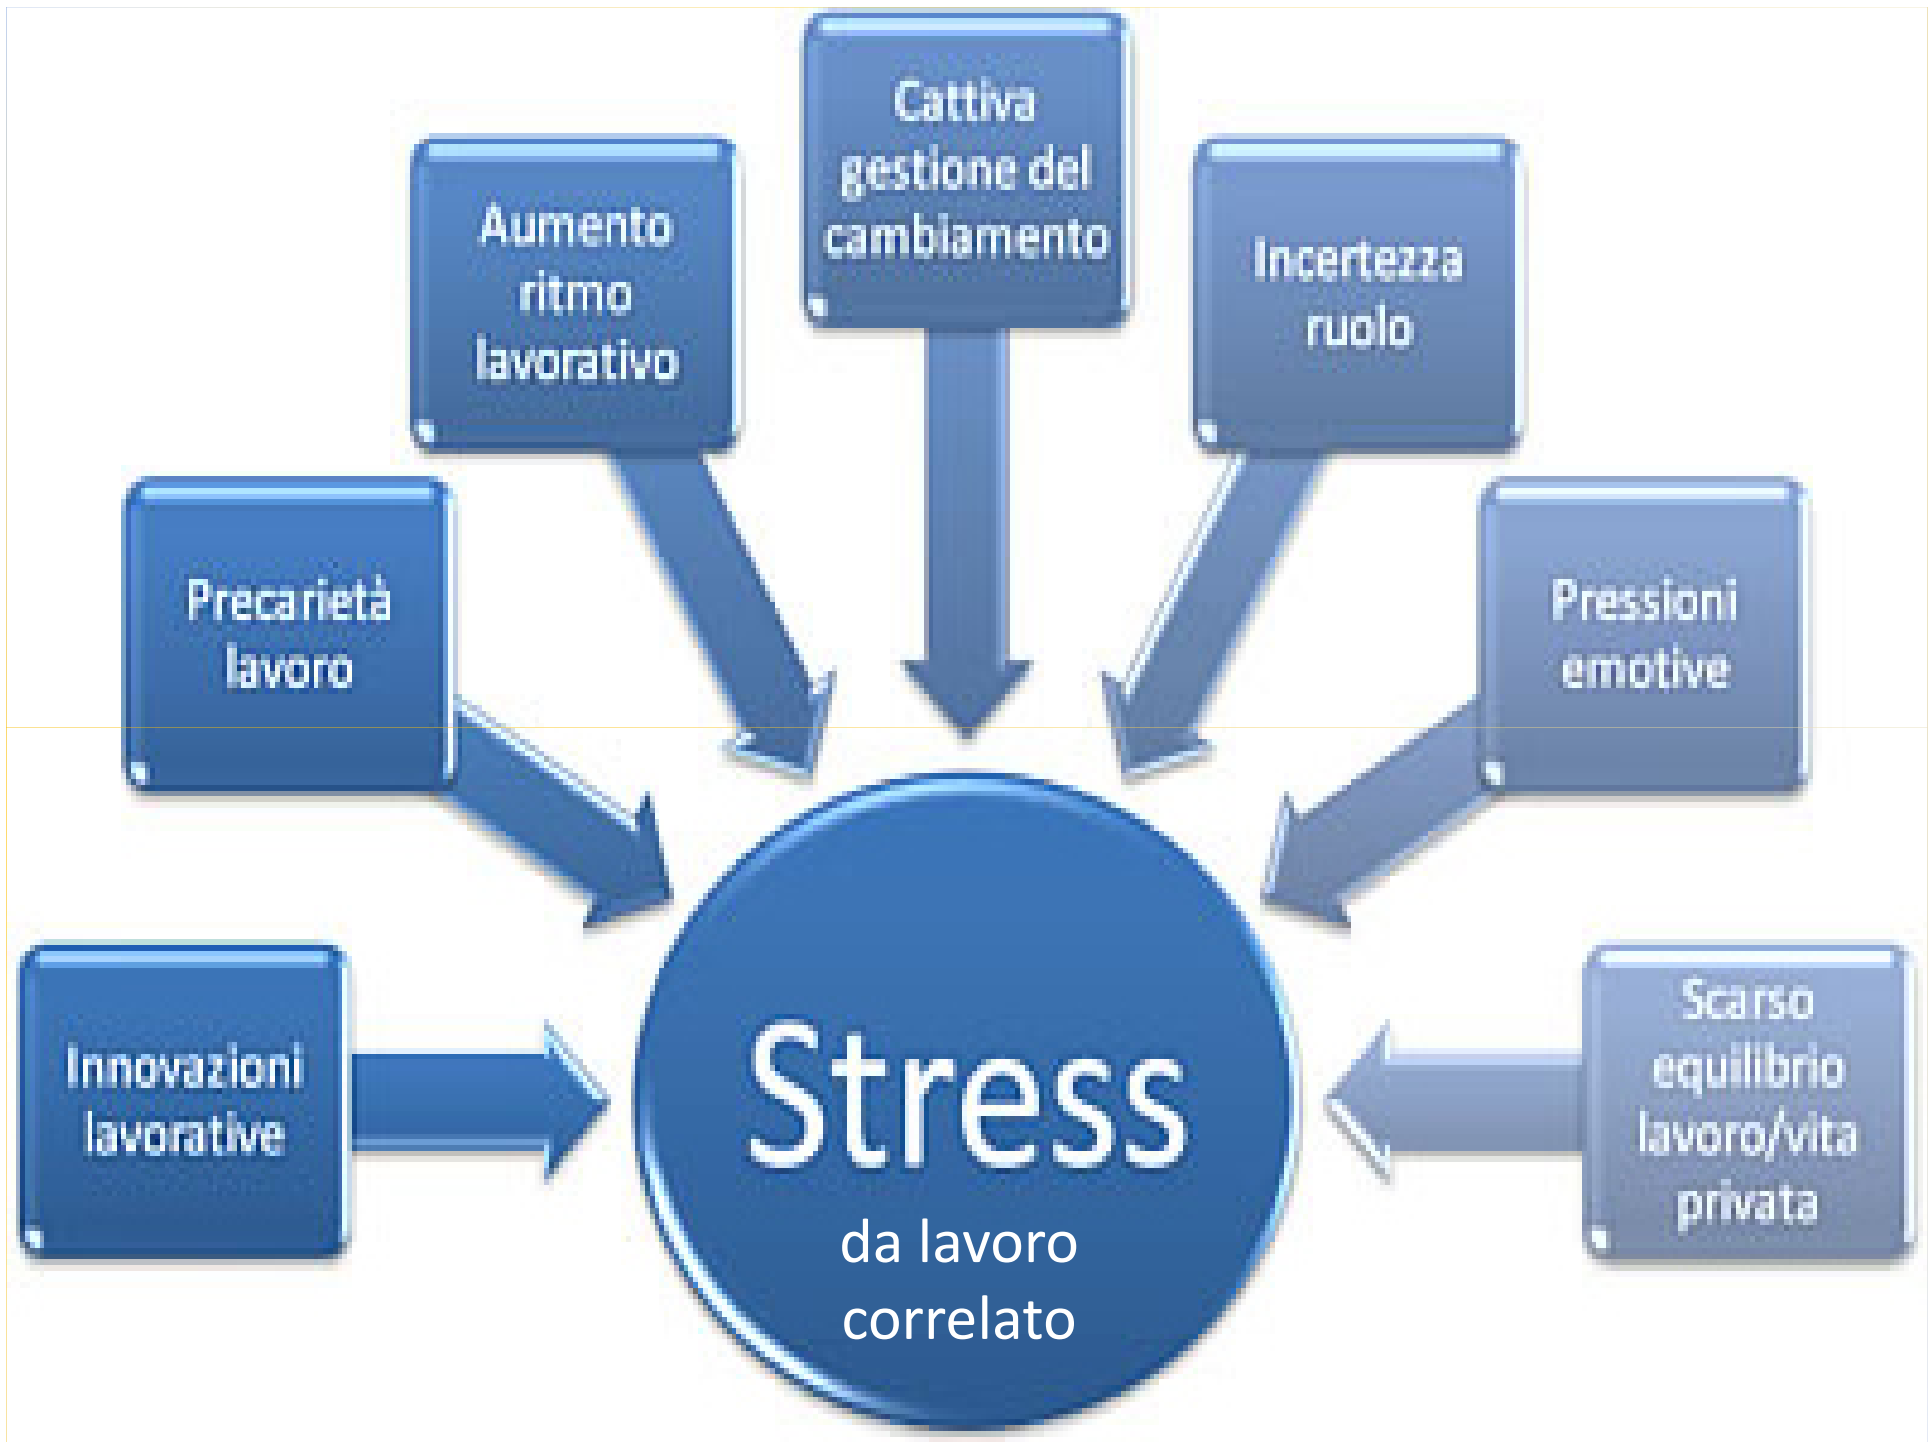 Cattiva
gestione del
cambiamento
Aumento
ritmo
lavorativo
Incertezza
ruolo
Precarietà
lavoro
Pressioni
emotive
Innovazioni
lavorative
Scarso
equilibrio
lavoro/vita
privata
Stress
da lavoro
correlato